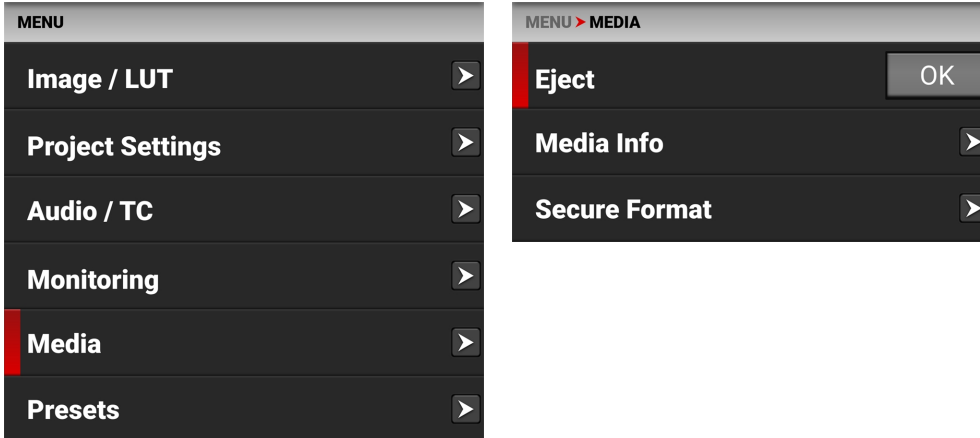 MENU
Image / LUT
Project Settings
Audio / TC
Monitoring
Media
Presets
MENU MEDIA
Eject OK
Media Info
Secure Format